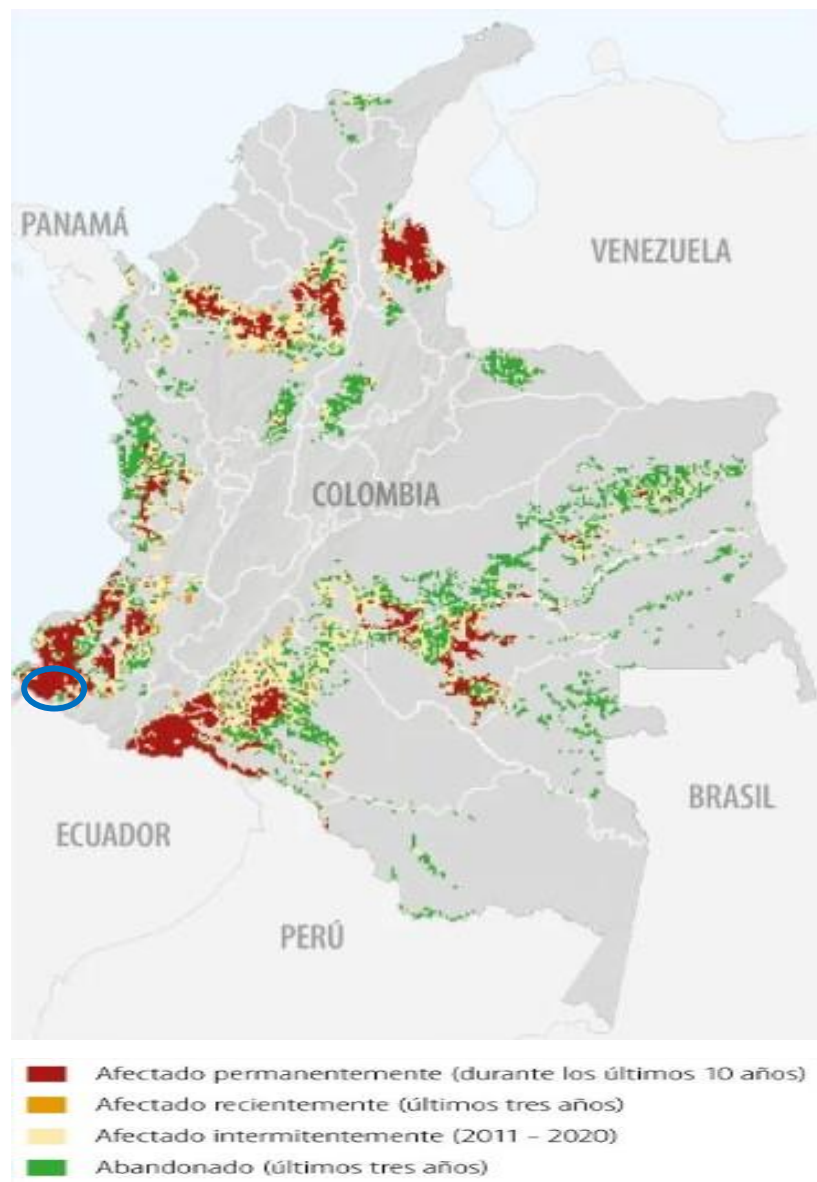 PANAMÁ
VENEZUELA
COLOMBIA
BRASIL
ECUADOR
PERÚ
Afectado permanentemente (durante los últimos 10 años)
Afectado recientemente (últimos tres años)
Afectado intermitentemente (2011 – 2020)
Abandonado (últimos tres años)